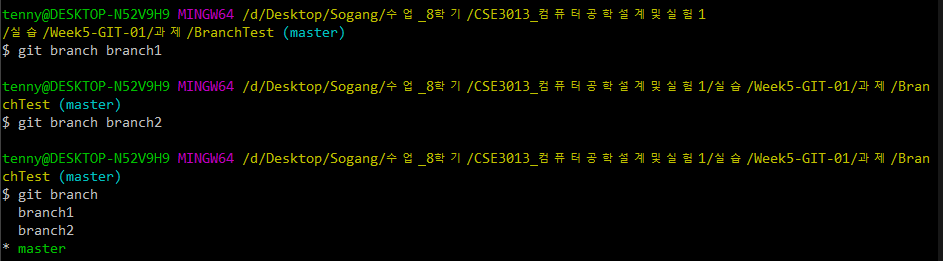 tenny@DESKTOP-N52V9H9 MINGW64 /d/Desktop/Sogang/수업_8학기/CSE3013_컴퓨터공학설계및실험1
/실습/Week5-GIT-01/과제/BranchTest (master)
$ git branch branch1
tenny@DESKTOP-N52V9H9 MINGW64 /d/Desktop/Sogang/수업_8학기/CSE3013_컴퓨터공학설계및실험1/실습/Week5-GIT-01/과제/Bran
chTest (master)
$ git branch branch2
tenny@DESKTOP-N52V9H9 MINGW64 /d/Desktop/Sogang/수업_8학기/CSE3013_컴퓨터공학설계및실험1/실습/Week5-GIT-01/과제/Bran
chTest (master)
$ git branch
branch1
branch2
* master